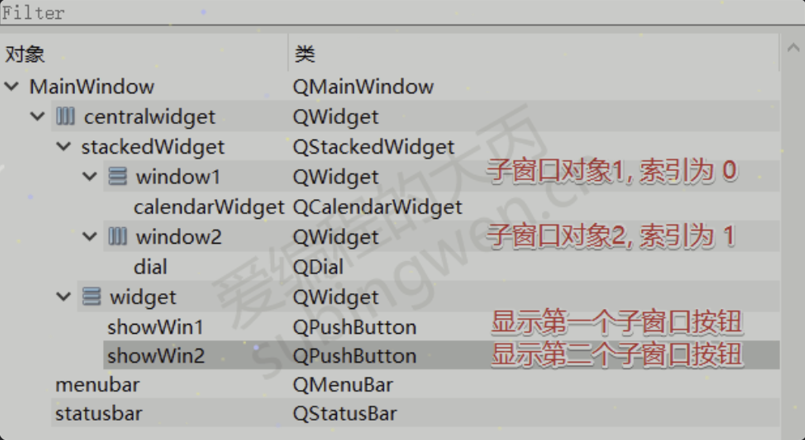 Filter
对象 类
MainWindow QMainWindow
centralwidget QWidget
stackedWidget QStackedWidget
window1 QWidget 子窗口对象1, 索引为 0
calendarWidget QCalendarWidget
window2 QWidget 子窗口对象2, 索引为 1
dial QDial
widget QWidget
showWin1 QPushButton 显示第一个子窗口按钮
showWin2 QPushButton 显示第二个子窗口按钮
menubar QMenuBar
statusbar QStatusBar
爱编程的大丙
subingwen.cn